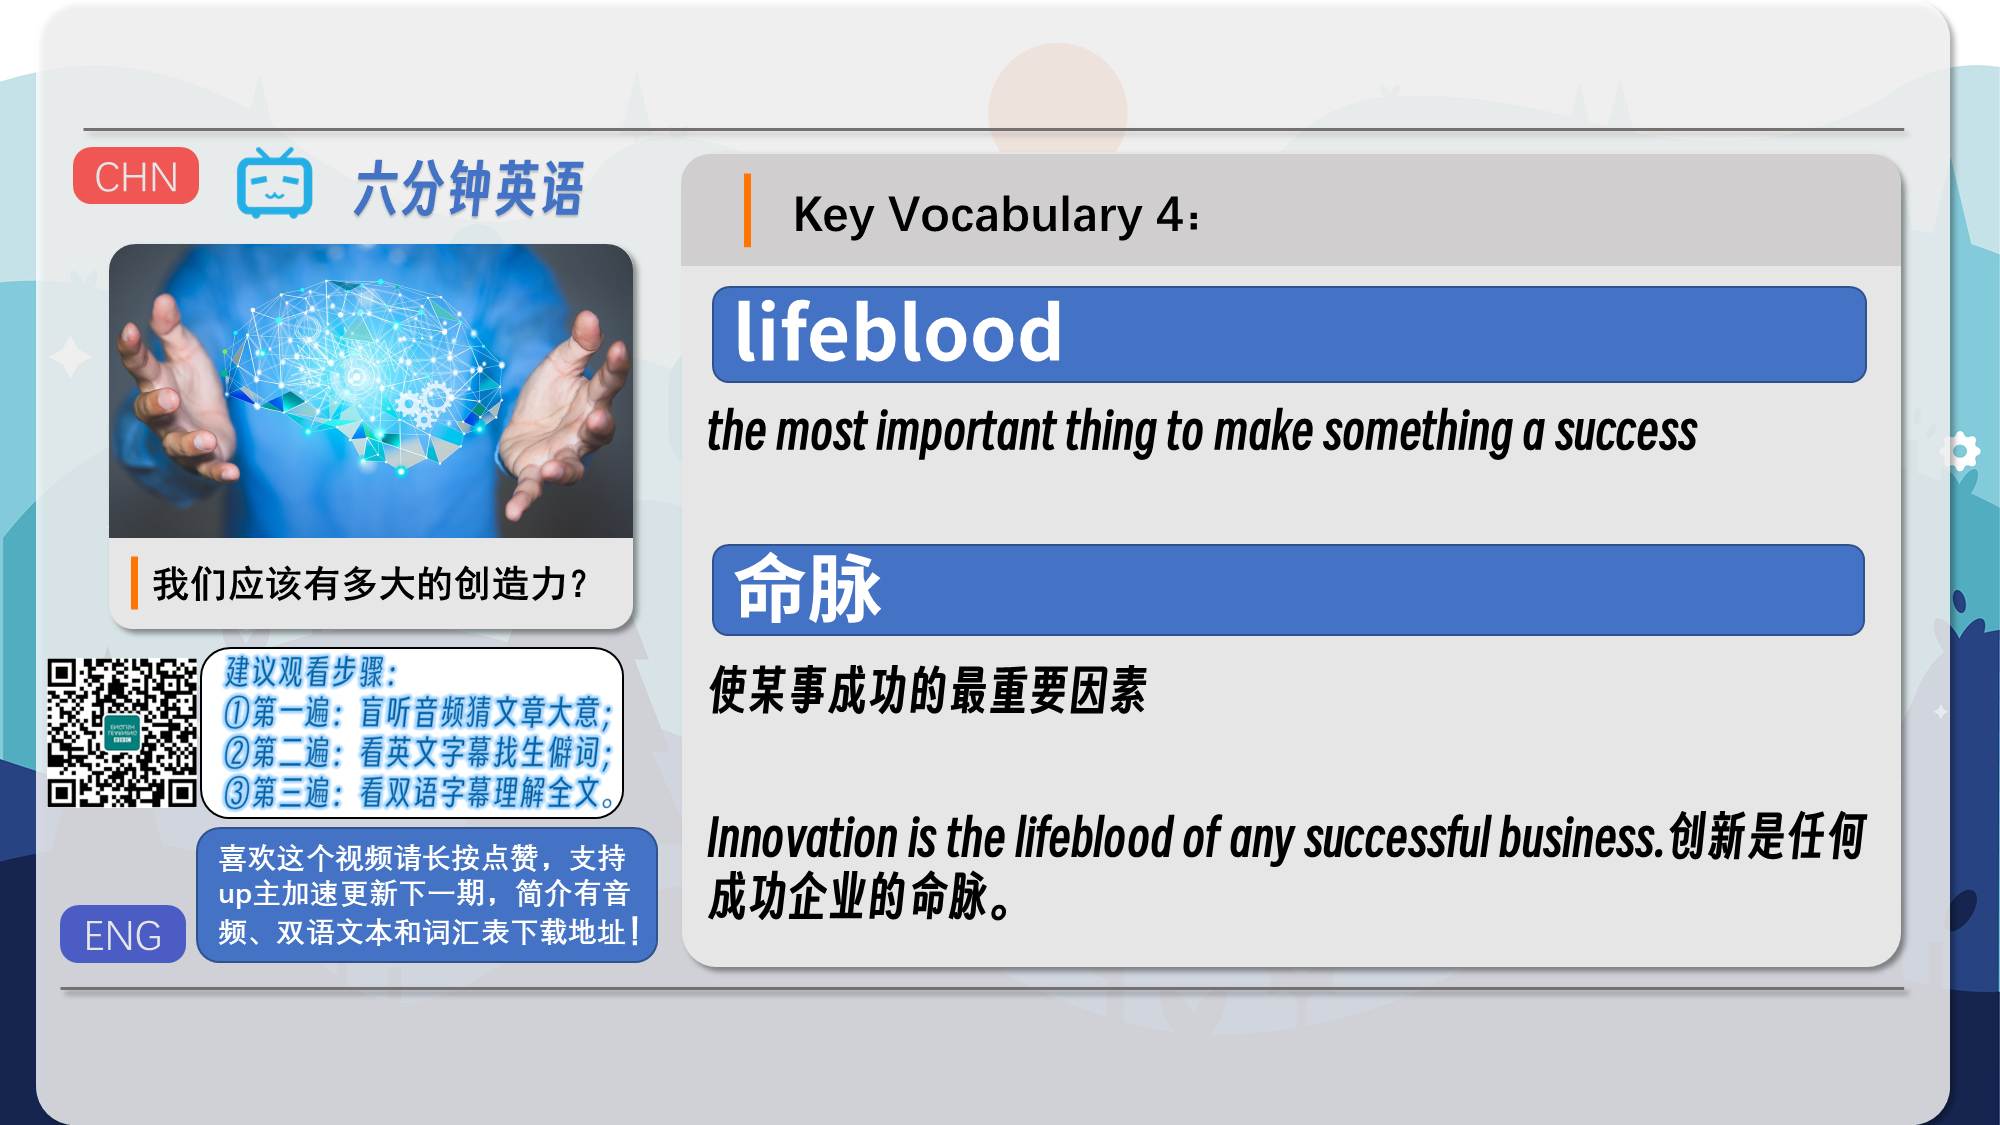 CHN
六分钟英语
我们应该有多大的创造力？
建议观看步骤：
①第一遍：盲听音频猜文章大意；
②第二遍：看英文字幕找生僻词；
③第三遍：看双语字幕理解全文。
喜欢这个视频请长按点赞，支持
up主加速更新下一期，简介有音
频、双语文本和词汇表下载地址！
ENG
Key Vocabulary 4：
lifeblood
the most important thing to make something a success
命脉
使某事成功的最重要因素
Innovation is the lifeblood of any successful business.创新是任何
成功企业的命脉。